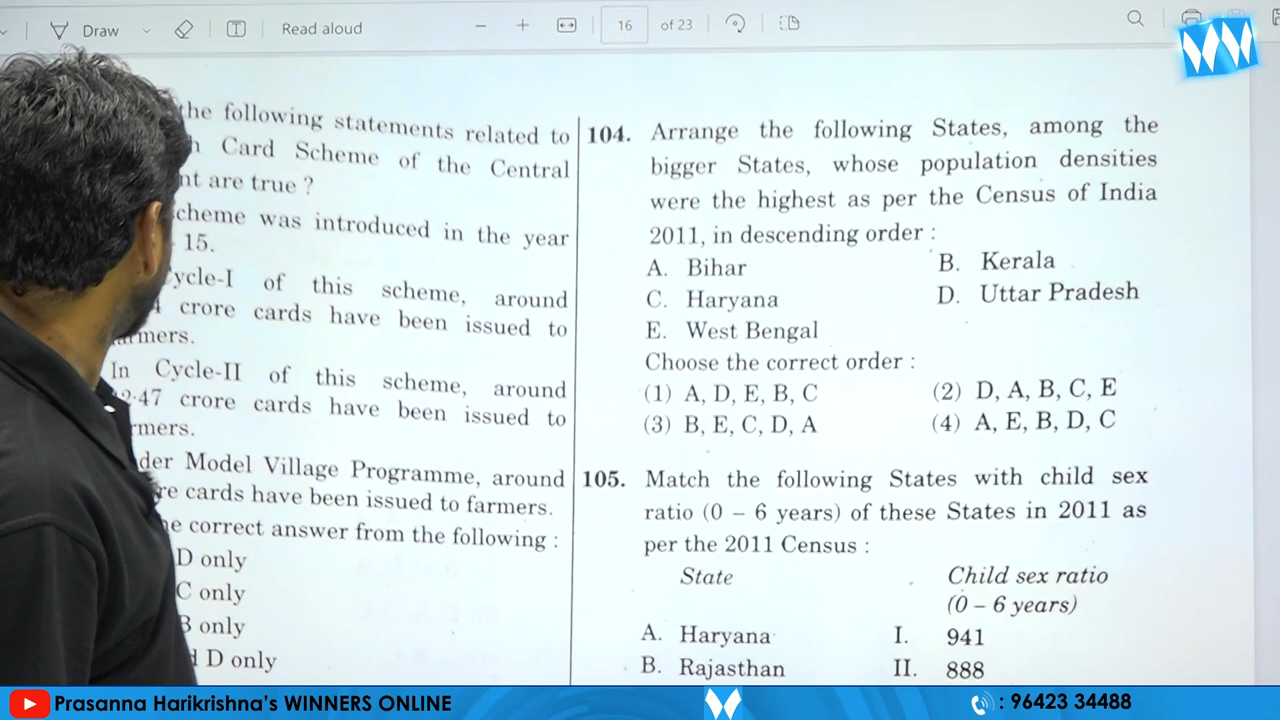 Draw
Read aloud
16
of 23
the following statements related to
Card Scheme of the Central
are true ?
scheme was introduced in the year
15.
of this scheme, around
crore cards have been issued to
In Cycle-II of this scheme, around
crore cards have been issued to
Model Village Programme, around
cards have been issued to farmers.
correct answer from the following :
D only
C only
B only
D only
104. Arrange the following States, among the
bigger States, whose population densities
were the highest as per the Census of India
2011, in descending order :
A. Bihar B. Kerala
C. Haryana D. Uttar Pradesh
E. West Bengal
Choose the correct order :
(1) A, D, E, B, C (2) D, A, B, C, E
(3) B, E, C, D, A (4) A, E, B, D, C
105. Match the following States with child sex
ratio (0 – 6 years) of these States in 2011 as
per the 2011 Census :
State Child sex ratio
(0 – 6 years)
A. Haryana I. 941
B. Rajasthan II. 888
Prasanna Harikrishna's WINNERS ONLINE
: 96423 34488